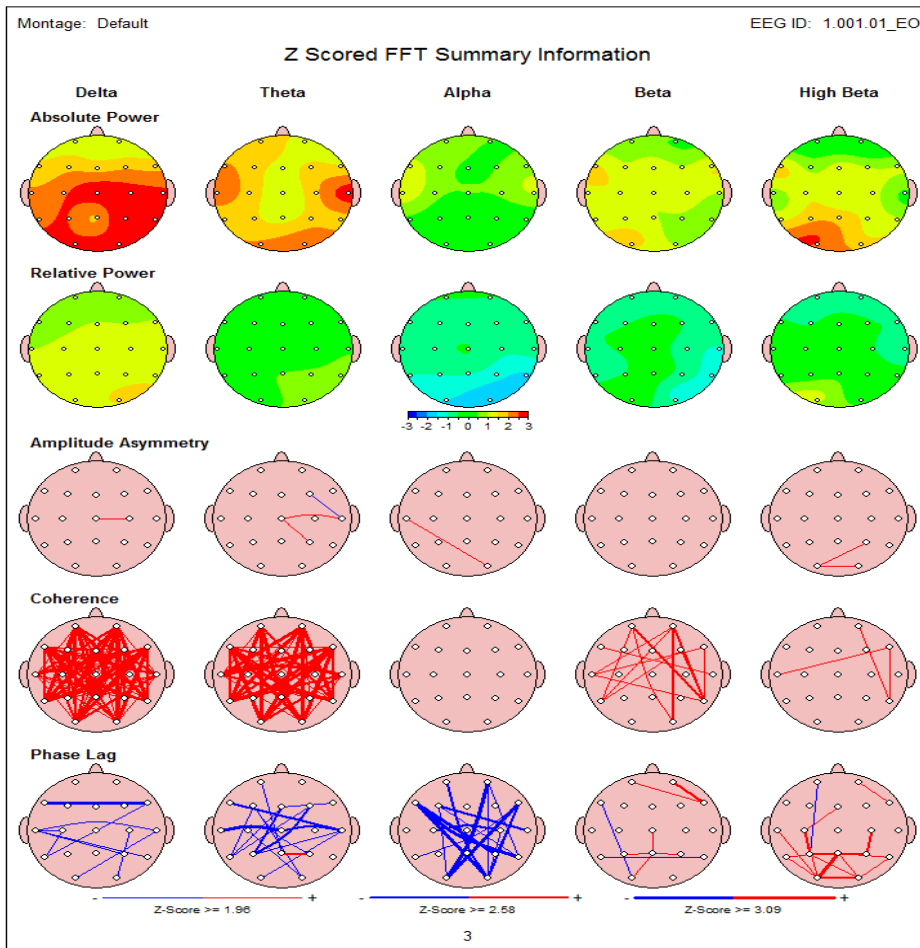 Montage: Default EEG ID: 1.001.01_EO
Z Scored FFT Summary Information
Delta Theta Alpha Beta High Beta
Absolute Power
Relative Power
-3 -2 -1 0 1 2 3
Amplitude Asymmetry
Coherence
Phase Lag
- + - + - +
Z-Score >= 1.96 Z-Score >= 2.58 Z-Score >= 3.09
3